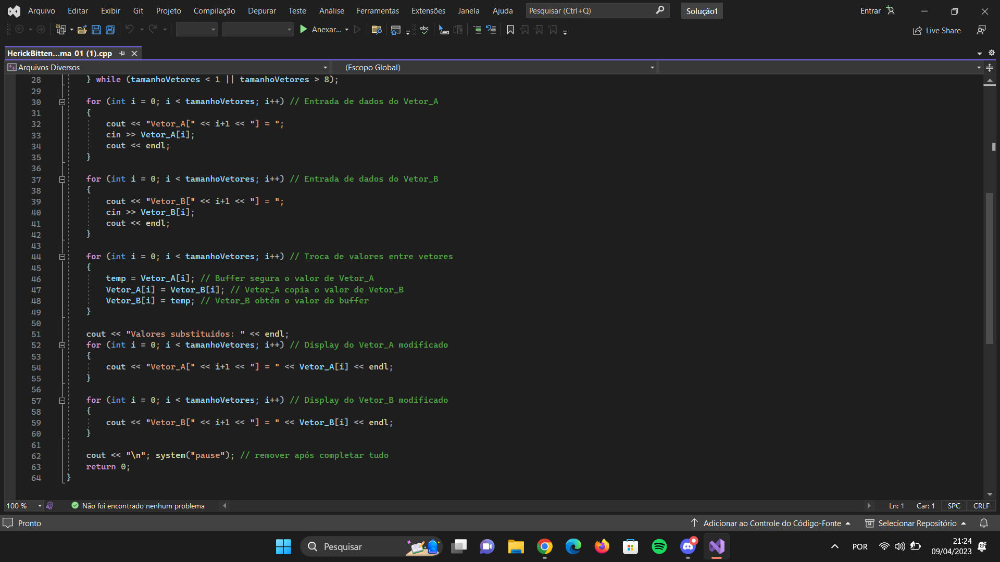 Arquivo Editar Exibir Git Projeto Compilação Depurar Teste Análise Ferramentas Extensões Janela Ajuda Pesquisar (Ctrl+Q) Solução1 Entrar
Anexar... Live Share
HerickBitten...ma_01 (1).cpp
Arquivos Diversos (Escopo Global)
28 } while (tamanhoVetores < 1 || tamanhoVetores > 8);
29
30 for (int i = 0; i < tamanhoVetores; i++) // Entrada de dados do Vetor_A
31 {
32 cout << "Vetor_A[" << i+1 << "] = ";
33 cin >> Vetor_A[i];
34 cout << endl;
35 }
36
37 for (int i = 0; i < tamanhoVetores; i++) // Entrada de dados do Vetor_B
38 {
39 cout << "Vetor_B[" << i+1 << "] = ";
40 cin >> Vetor_B[i];
41 cout << endl;
42 }
43
44 for (int i = 0; i < tamanhoVetores; i++) // Troca de valores entre vetores
45 {
46 temp = Vetor_A[i]; // Buffer segura o valor de Vetor_A
47 Vetor_A[i] = Vetor_B[i]; // Vetor_A copia o valor de Vetor_B
48 Vetor_B[i] = temp; // Vetor_B obtém o valor do buffer
49 }
50
51 cout << "Valores substituidos: " << endl;
52 for (int i = 0; i < tamanhoVetores; i++) // Display do Vetor_A modificado
53 {
54 cout << "Vetor_A[" << i+1 << "] = " << Vetor_A[i] << endl;
55 }
56
57 for (int i = 0; i < tamanhoVetores; i++) // Display do Vetor_B modificado
58 {
59 cout << "Vetor_B[" << i+1 << "] = " << Vetor_B[i] << endl;
60 }
61
62 cout << "\n"; system("pause"); // remover após completar tudo
63 return 0;
64 }
100 % Não foi encontrado nenhum problema Ln: 1 Car: 1 SPC CRLF
Pronto Adicionar ao Controle do Código-Fonte Selecionar Repositório
Pesquisar POR 21:24
09/04/2023